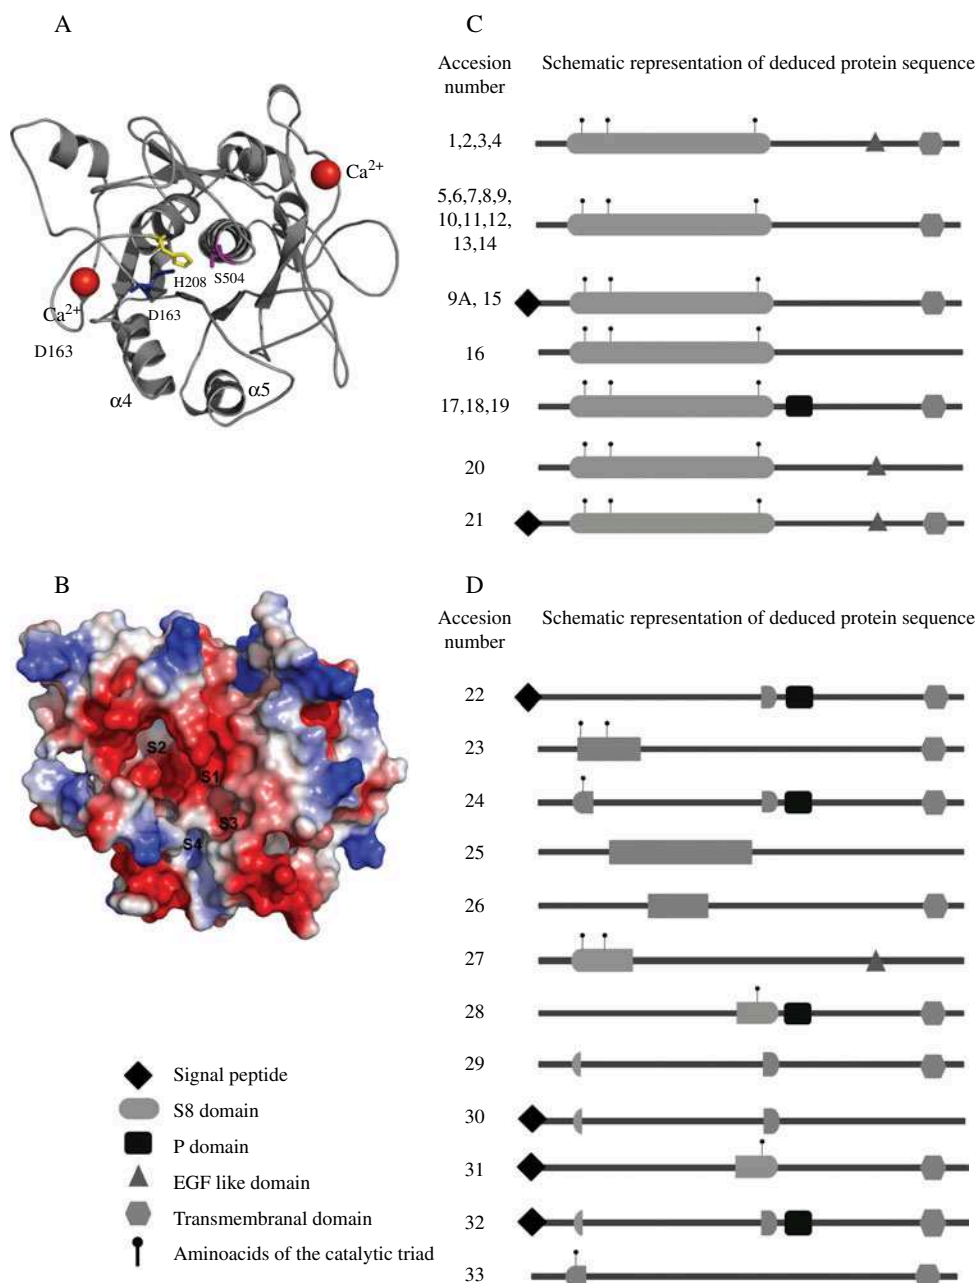 A
Ca²⁺
H208
S504
Ca²⁺
D163
D163
α4
α5
B
S2
S1
S3
S4
Signal peptide
S8 domain
P domain
EGF like domain
Transmembranal domain
Aminoacids of the catalytic triad
C
Accesion number
Schematic representation of deduced protein sequence
1,2,3,4
5,6,7,8,9,
10,11,12,
13,14
9A, 15
16
17,18,19
20
21
D
Accesion number
Schematic representation of deduced protein sequence
22
23
24
25
26
27
28
29
30
31
32
33